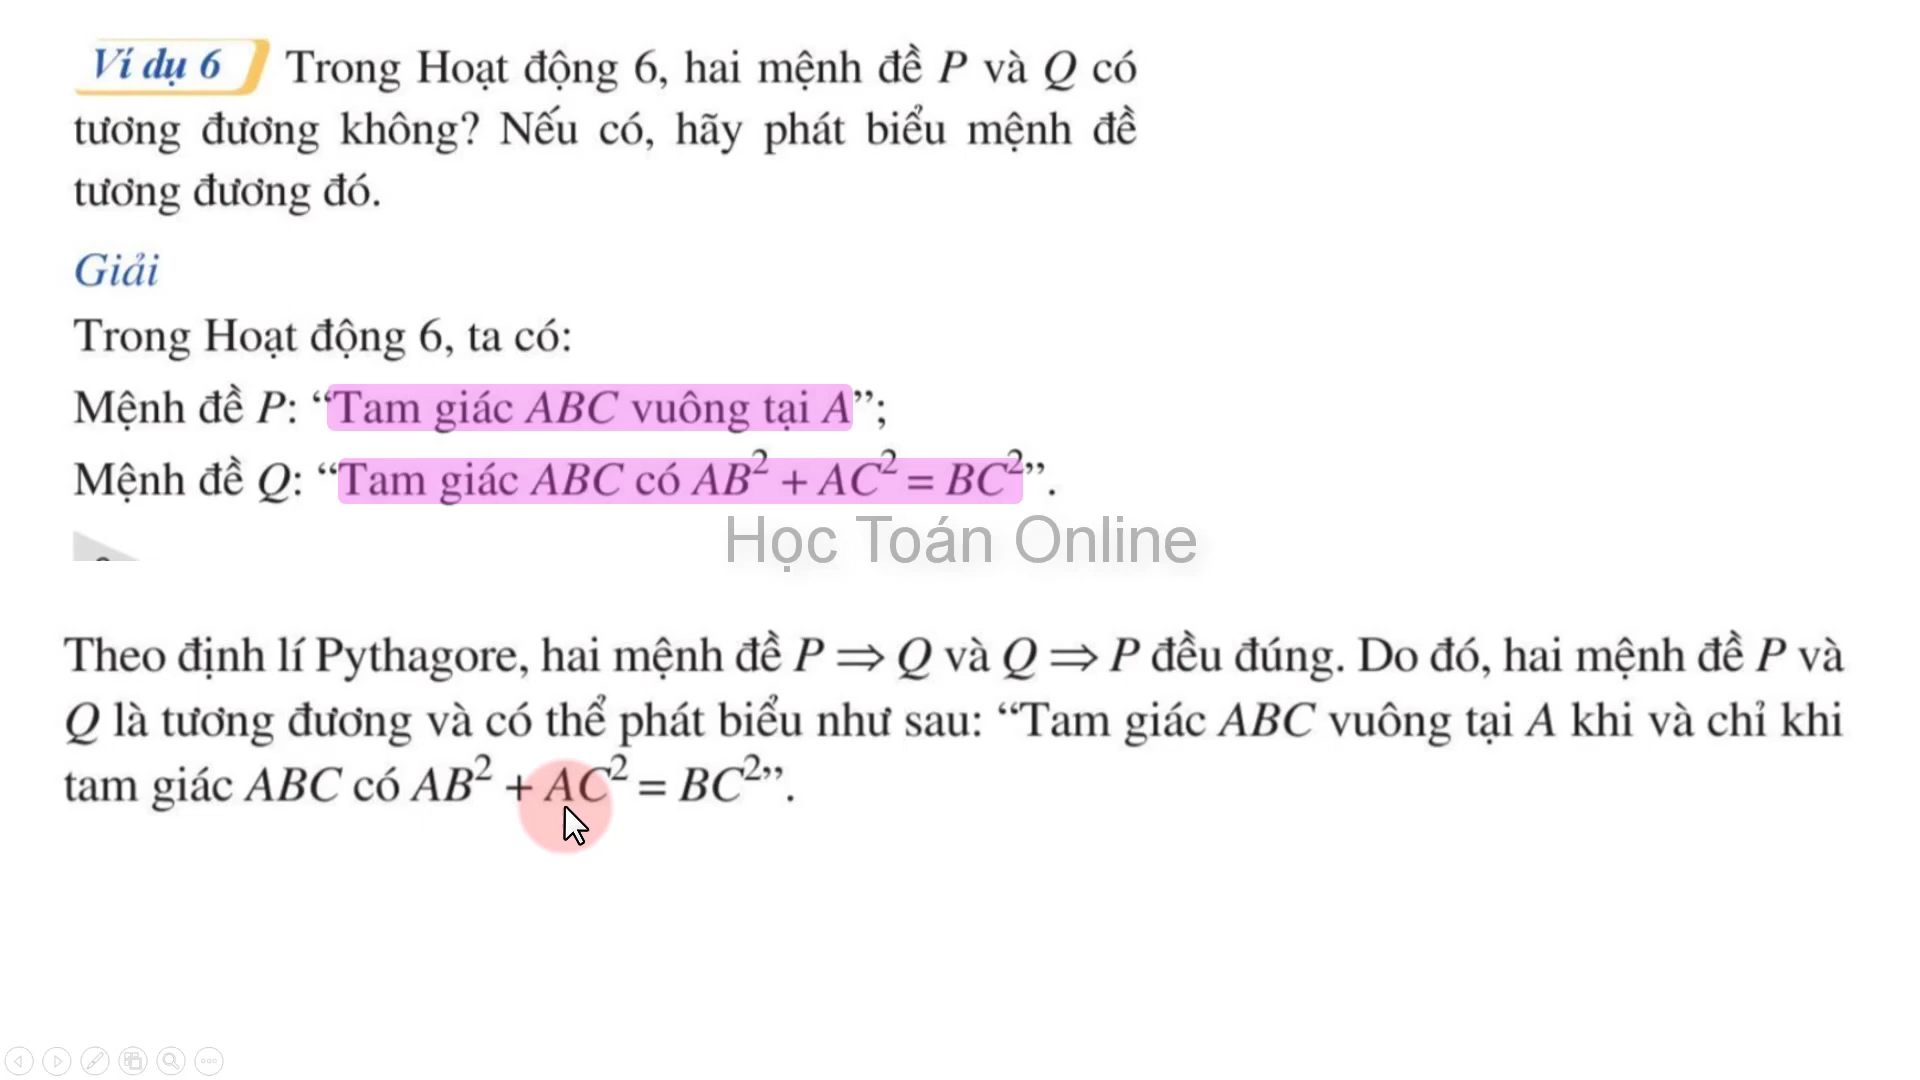 Ví dụ 6 Trong Hoạt động 6, hai mệnh đề P và Q có
tương đương không? Nếu có, hãy phát biểu mệnh đề
tương đương đó.
Giải
Trong Hoạt động 6, ta có:
Mệnh đề P: “Tam giác ABC vuông tại A”;
Mệnh đề Q: “Tam giác ABC có AB² + AC² = BC²”.
Học Toán Online
Theo định lí Pythagore, hai mệnh đề P ⇒ Q và Q ⇒ P đều đúng. Do đó, hai mệnh đề P và
Q là tương đương và có thể phát biểu như sau: “Tam giác ABC vuông tại A khi và chỉ khi
tam giác ABC có AB² + AC² = BC²”.